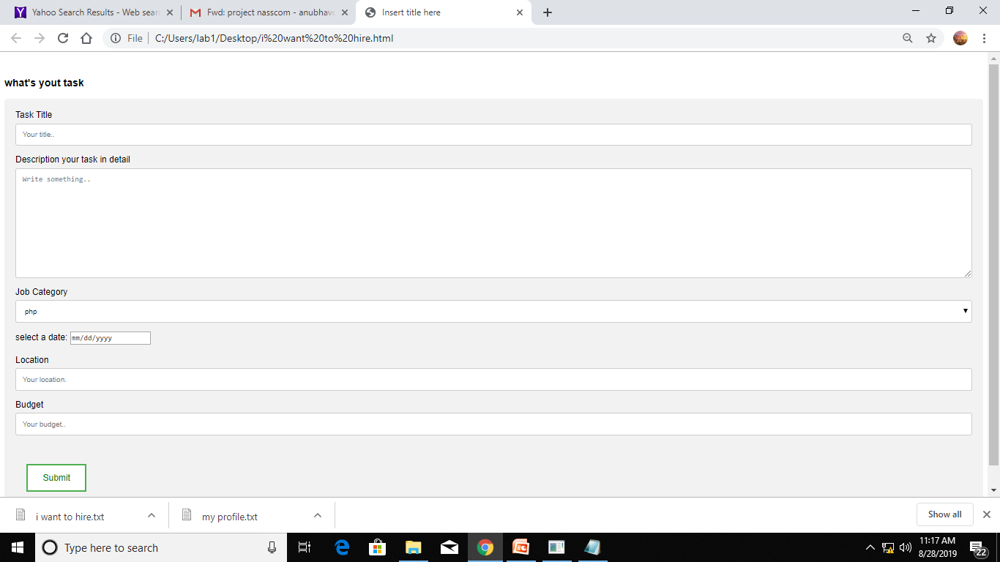 Yahoo Search Results - Web sear
Fwd: project nasscom - anubhavc
Insert title here
File
C:/Users/lab1/Desktop/i%20want%20to%20hire.html
what's yout task
Task Title
Your title..
Description your task in detail
Write something..
Job Category
php
select a date: mm/dd/yyyy
Location
Your location.
Budget
Your budget..
Submit
i want to hire.txt
my profile.txt
Show all
Type here to search
11:17 AM
8/28/2019
22